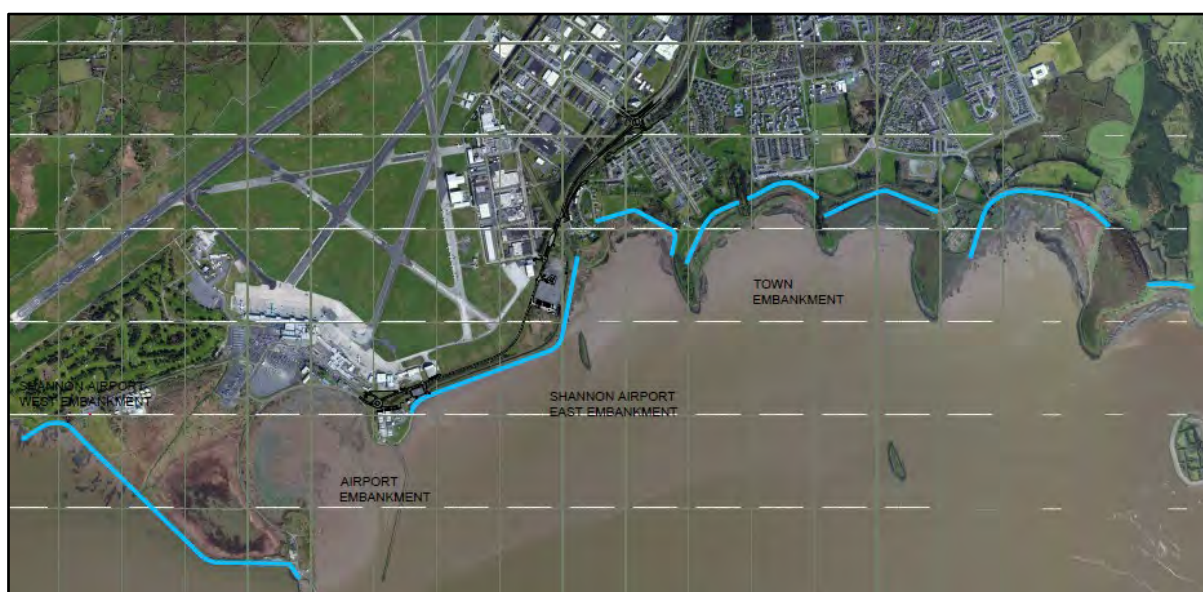 TOWN
EMBANKMENT
SHANNON AIRPORT
WEST EMBANKMENT
SHANNON AIRPORT
EAST EMBANKMENT
AIRPORT
EMBANKMENT